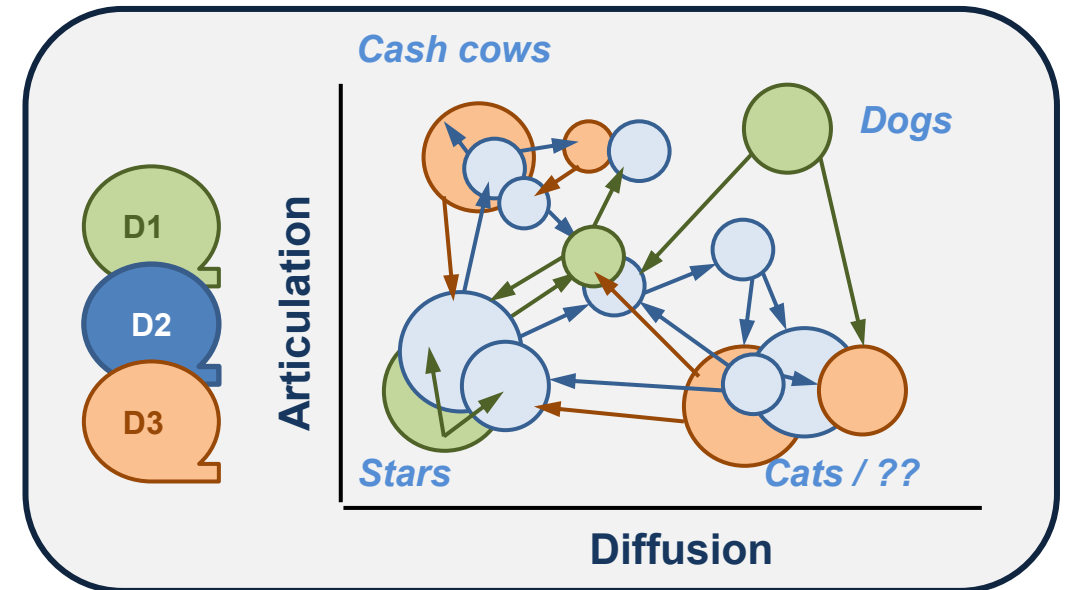 Cash cows
Dogs
D1
D2
D3
Articulation
Stars
Cats / ??
Diffusion